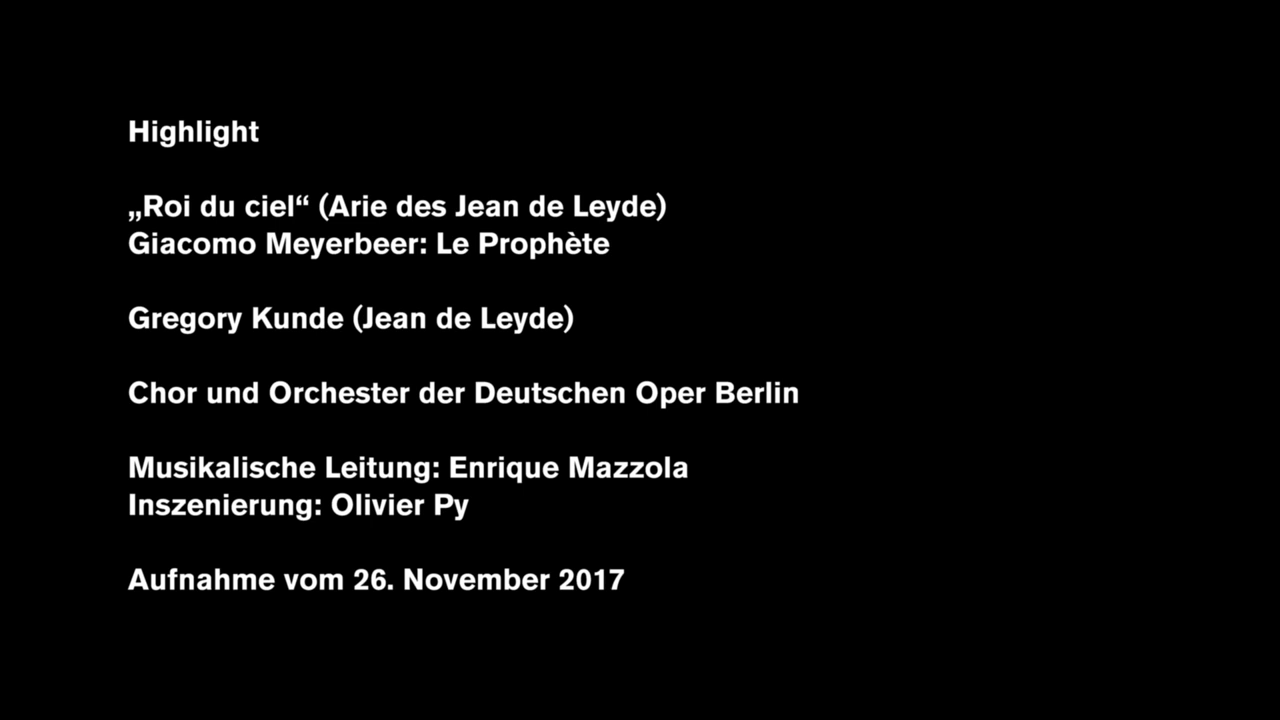 Highlight
„Roi du ciel“ (Arie des Jean de Leyde)
Giacomo Meyerbeer: Le Prophète
Gregory Kunde (Jean de Leyde)
Chor und Orchester der Deutschen Oper Berlin
Musikalische Leitung: Enrique Mazzola
Inszenierung: Olivier Py
Aufnahme vom 26. November 2017